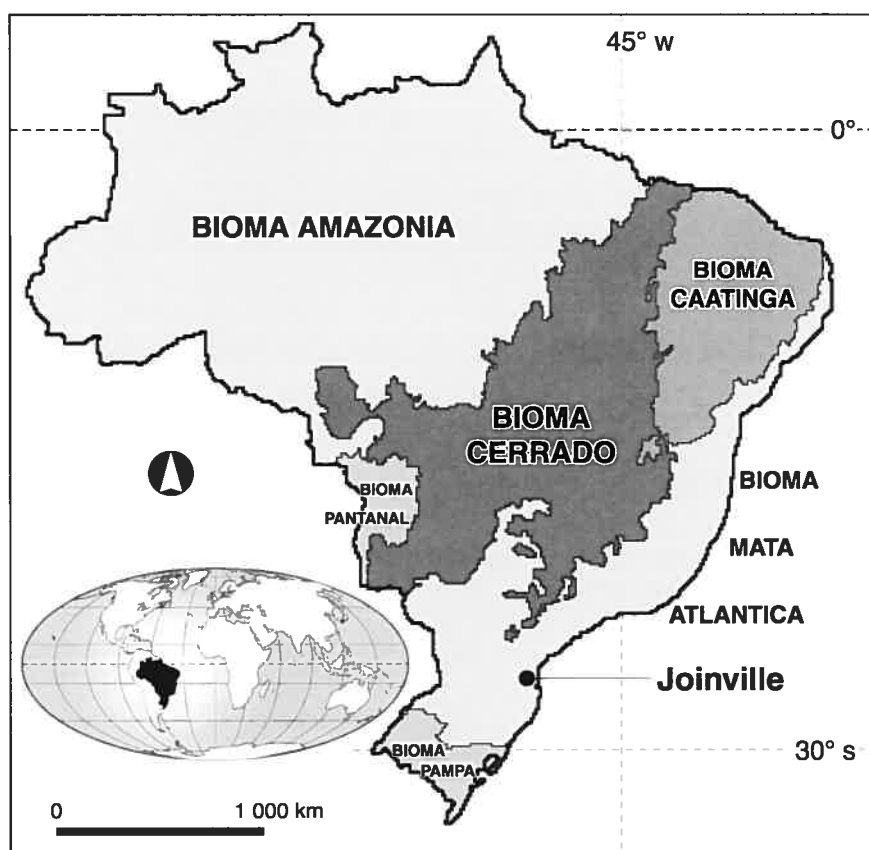 45° w
0°
BIOMA AMAZONIA
BIOMA
CAATINGA
BIOMA
CERRADO
BIOMA
PANTANAL
BIOMA
MATA
ATLANTICA
Joinville
BIOMA
PAMPA
30° s
0
1 000 km